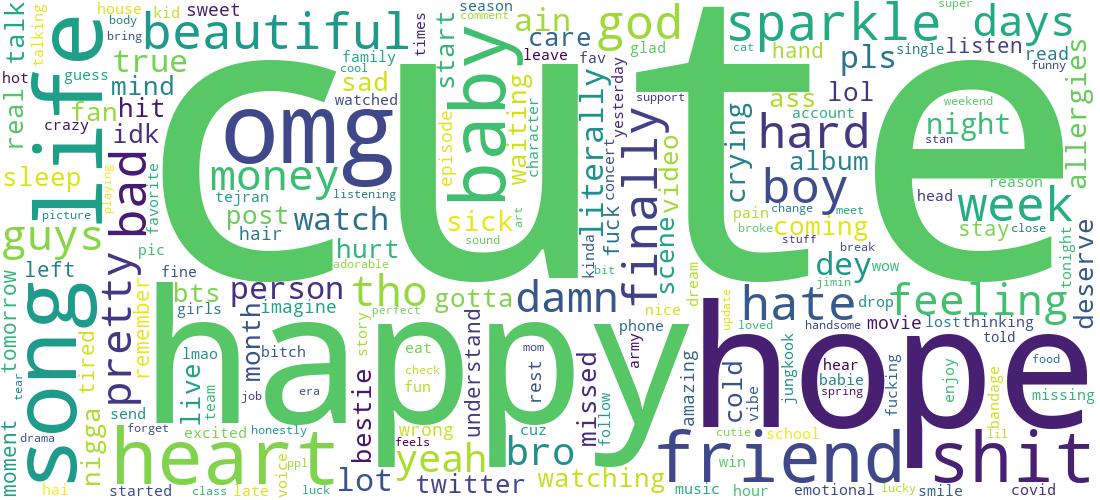 cute
happy
hope
omg
baby
life
song
heart
friend
shit
beautiful
god
sparkle
days
pls
single
listen
read
funny
super
cat
hand
support
glad
fav
yesterday
ain
care
leave
season
comment
start
times
family
cool
sad
watched
sweet
kid
house
body
bring
talking
real
talk
hot
guess
true
mind
fan
hit
crazy
idk
sleep
playing
favorite
picture
guys
pic
bad
pretty
left
tomorrow
moment
tear
drama
hai
nigga
tired
remember
fine
bts
girls
person
imagine
month
tho
gotta
damn
finally
literally
fuck
concert
kinda
bit
waiting
character
episode
sick
sound
art
money
tejran
listening
post
hair
watch
hurt
adorable
video
scene
crying
pain
broke
dream
hard
ass
account
lol
album
boy
change
meet
coming
stuff
break
dey
wow
jimin
night
weekend
stan
reason
head
week
stay
close
tonight
allergies
deserve
feeling
drop
hate
update
loved
handsome
movie
lost
thinking
told
nice
phone
army
amazing
cold
vibe
jungkook
hear
babie
spring
fucking
enjoy
bandage
food
missing
lil
cutie
school
win
music
hour
emotional
lucky
smile
covid
watching
missed
follow
rest
mom
understand
cuz
bro
twitter
yeah
feels
wrong
fun
check
eat
perfect
story
bestie
lot
luck
ppl
voice
late
class
started
forget
send
excited
honestly
job
era
bitch
lmao
live
team